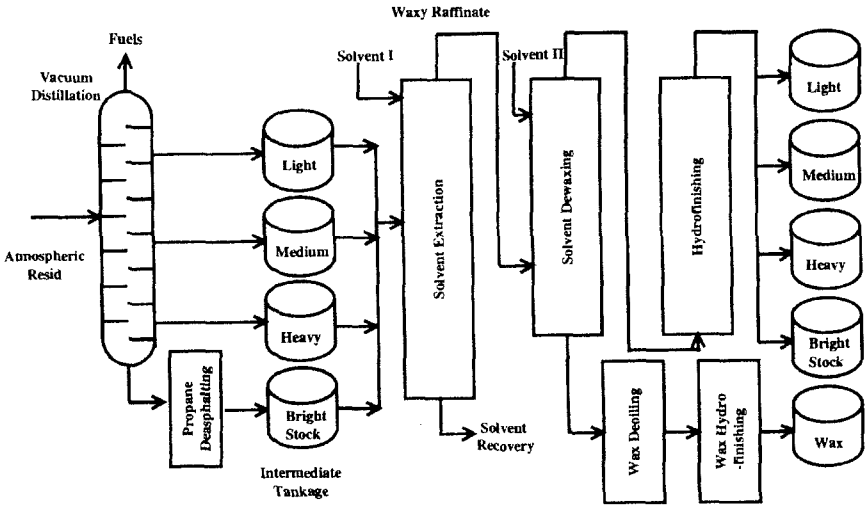 Waxy Raffinate
Fuels
Vacuum
Distillation
Solvent I
Solvent II
Light
Medium
Heavy
Bright
Stock
Atmospheric
Resid
Propane
Deasphalting
Intermediate
Tankage
Solvent Extraction
Solvent
Recovery
Solvent Dewaxing
Hydrofinishing
Wax Deoiling
Wax Hydro
-finishing
Light
Medium
Heavy
Bright
Stock
Wax